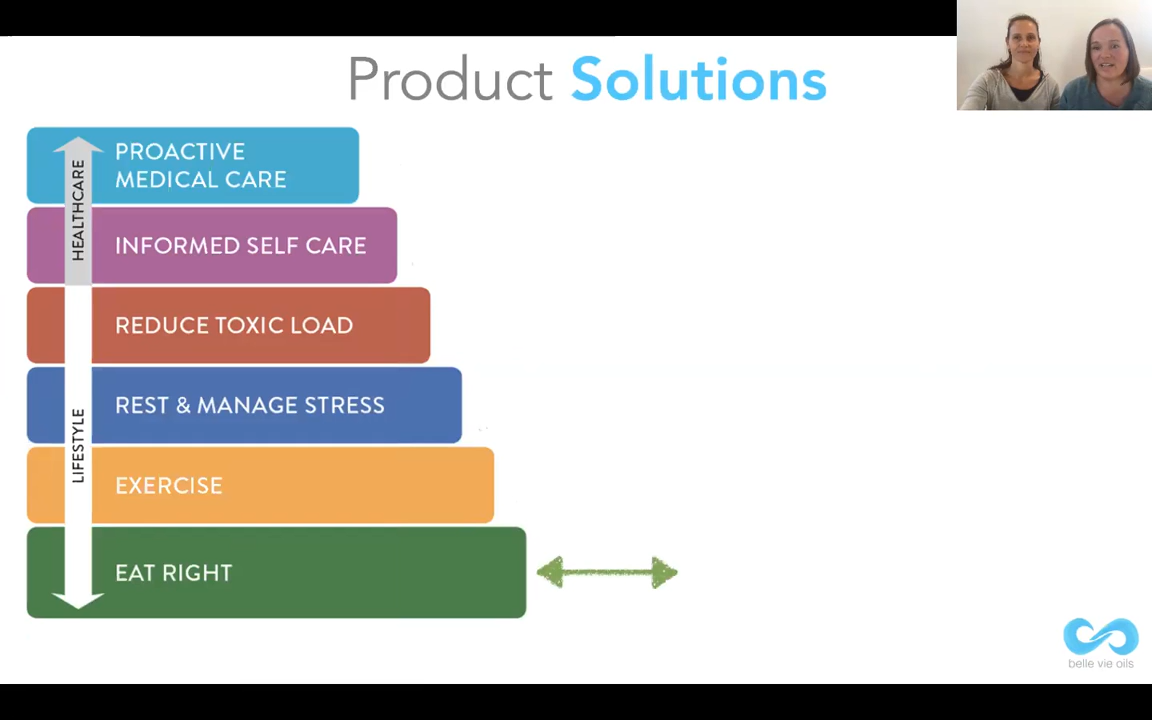 Product Solutions
PROACTIVE
MEDICAL CARE
HEALTHCARE
INFORMED SELF CARE
REDUCE TOXIC LOAD
REST & MANAGE STRESS
LIFESTYLE
EXERCISE
EAT RIGHT
belle vie oils